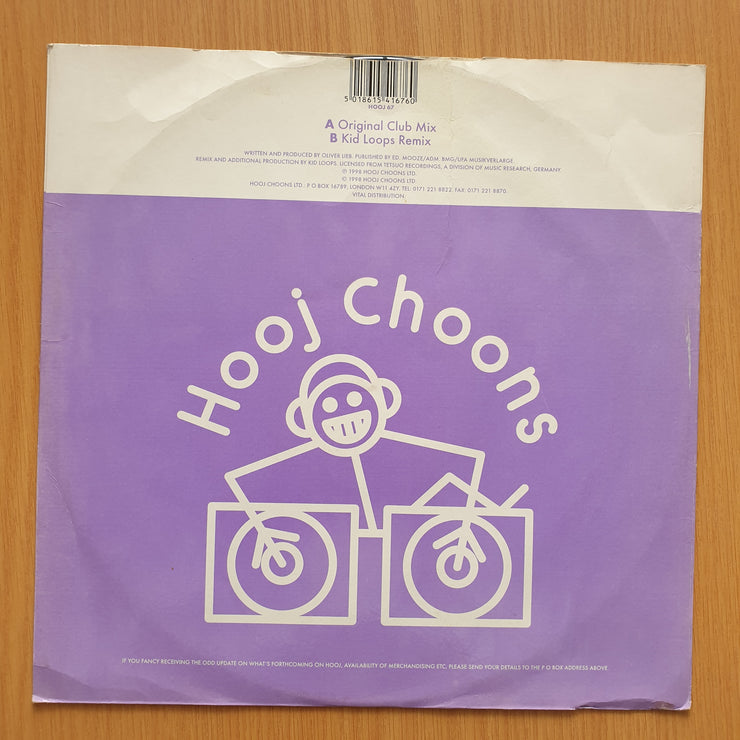 5 018615 416760
HOOJ 67
A Original Club Mix
B Kid Loops Remix
WRITTEN AND PRODUCED BY OLIVER LIEB. PUBLISHED BY ED. MOOZE/ADM. BMG/UFA MUSIKVERLARGE.
REMIX AND ADDITIONAL PRODUCTION BY KID LOOPS. LICENSED FROM TETSUO RECORDINGS, A DIVISION OF MUSIC RESEARCH, GERMANY
℗ 1998 HOOJ CHOONS LTD.
© 1998 HOOJ CHOONS LTD
HOOJ CHOONS LTD. P O BOX 16789, LONDON W11 4ZY, TEL: 0171 221 8822. FAX: 0171 221 8870.
VITAL DISTRIBUTION.
Hooj Choons
IF YOU FANCY RECEIVING THE ODD UPDATE ON WHAT'S FORTHCOMING ON HOOJ, AVAILABILITY OF MERCHANDISING ETC, PLEASE SEND YOUR DETAILS TO THE P O BOX ADDRESS ABOVE.